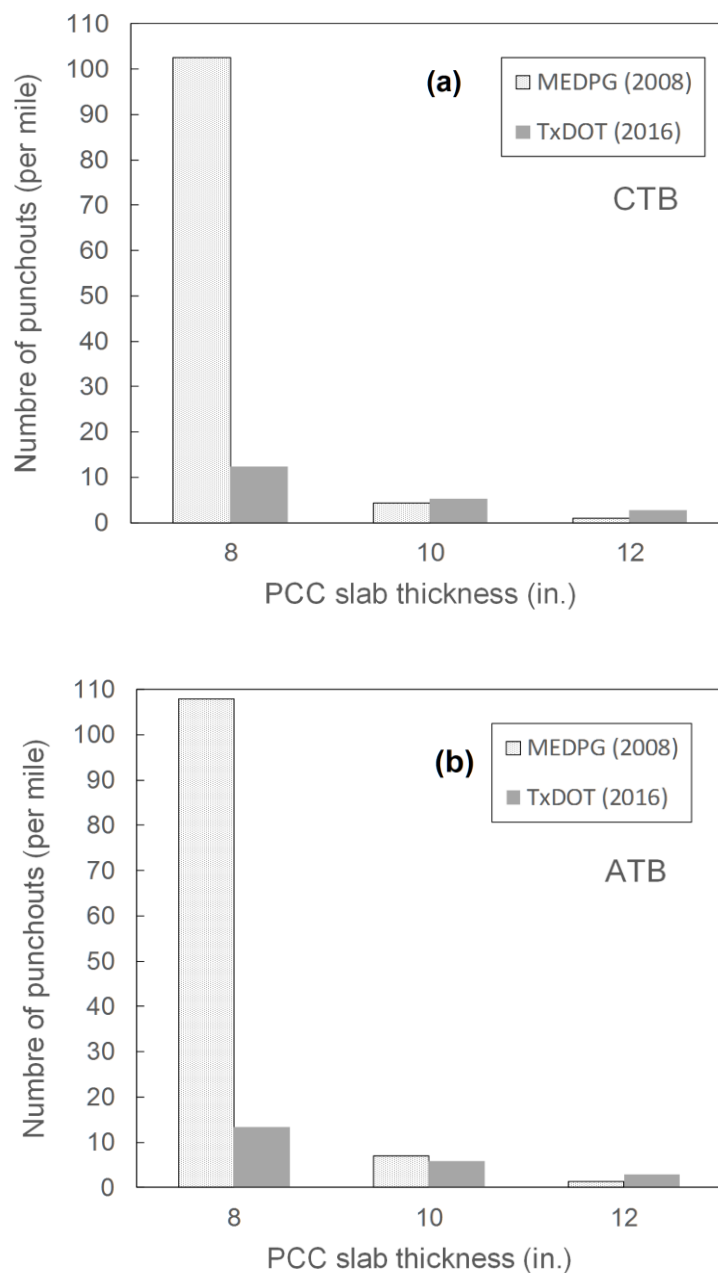 110
100
90
80
70
60
50
40
30
20
10
0
Numbre of punchouts (per mile)
(a)
MEDPG (2008)
TxDOT (2016)
CTB
8 10 12
PCC slab thickness (in.)
110
100
90
80
70
60
50
40
30
20
10
0
Numbre of punchouts (per mile)
(b)
MEDPG (2008)
TxDOT (2016)
ATB
8 10 12
PCC slab thickness (in.)